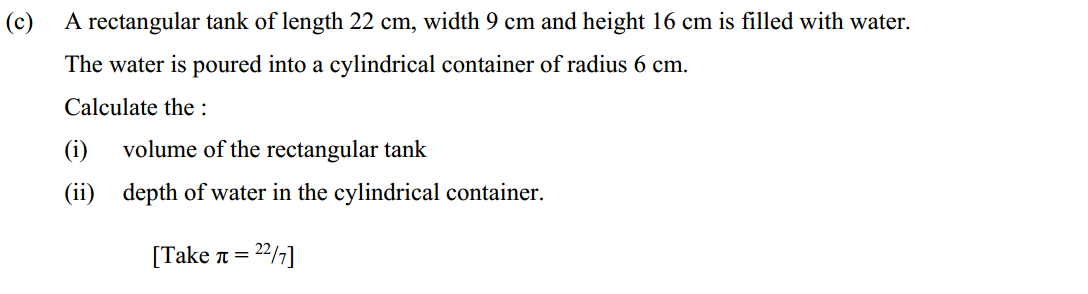 (c) A rectangular tank of length 22 cm, width 9 cm and height 16 cm is filled with water.
The water is poured into a cylindrical container of radius 6 cm.
Calculate the :
(i) volume of the rectangular tank
(ii) depth of water in the cylindrical container.
[Take π = ²²/₇]